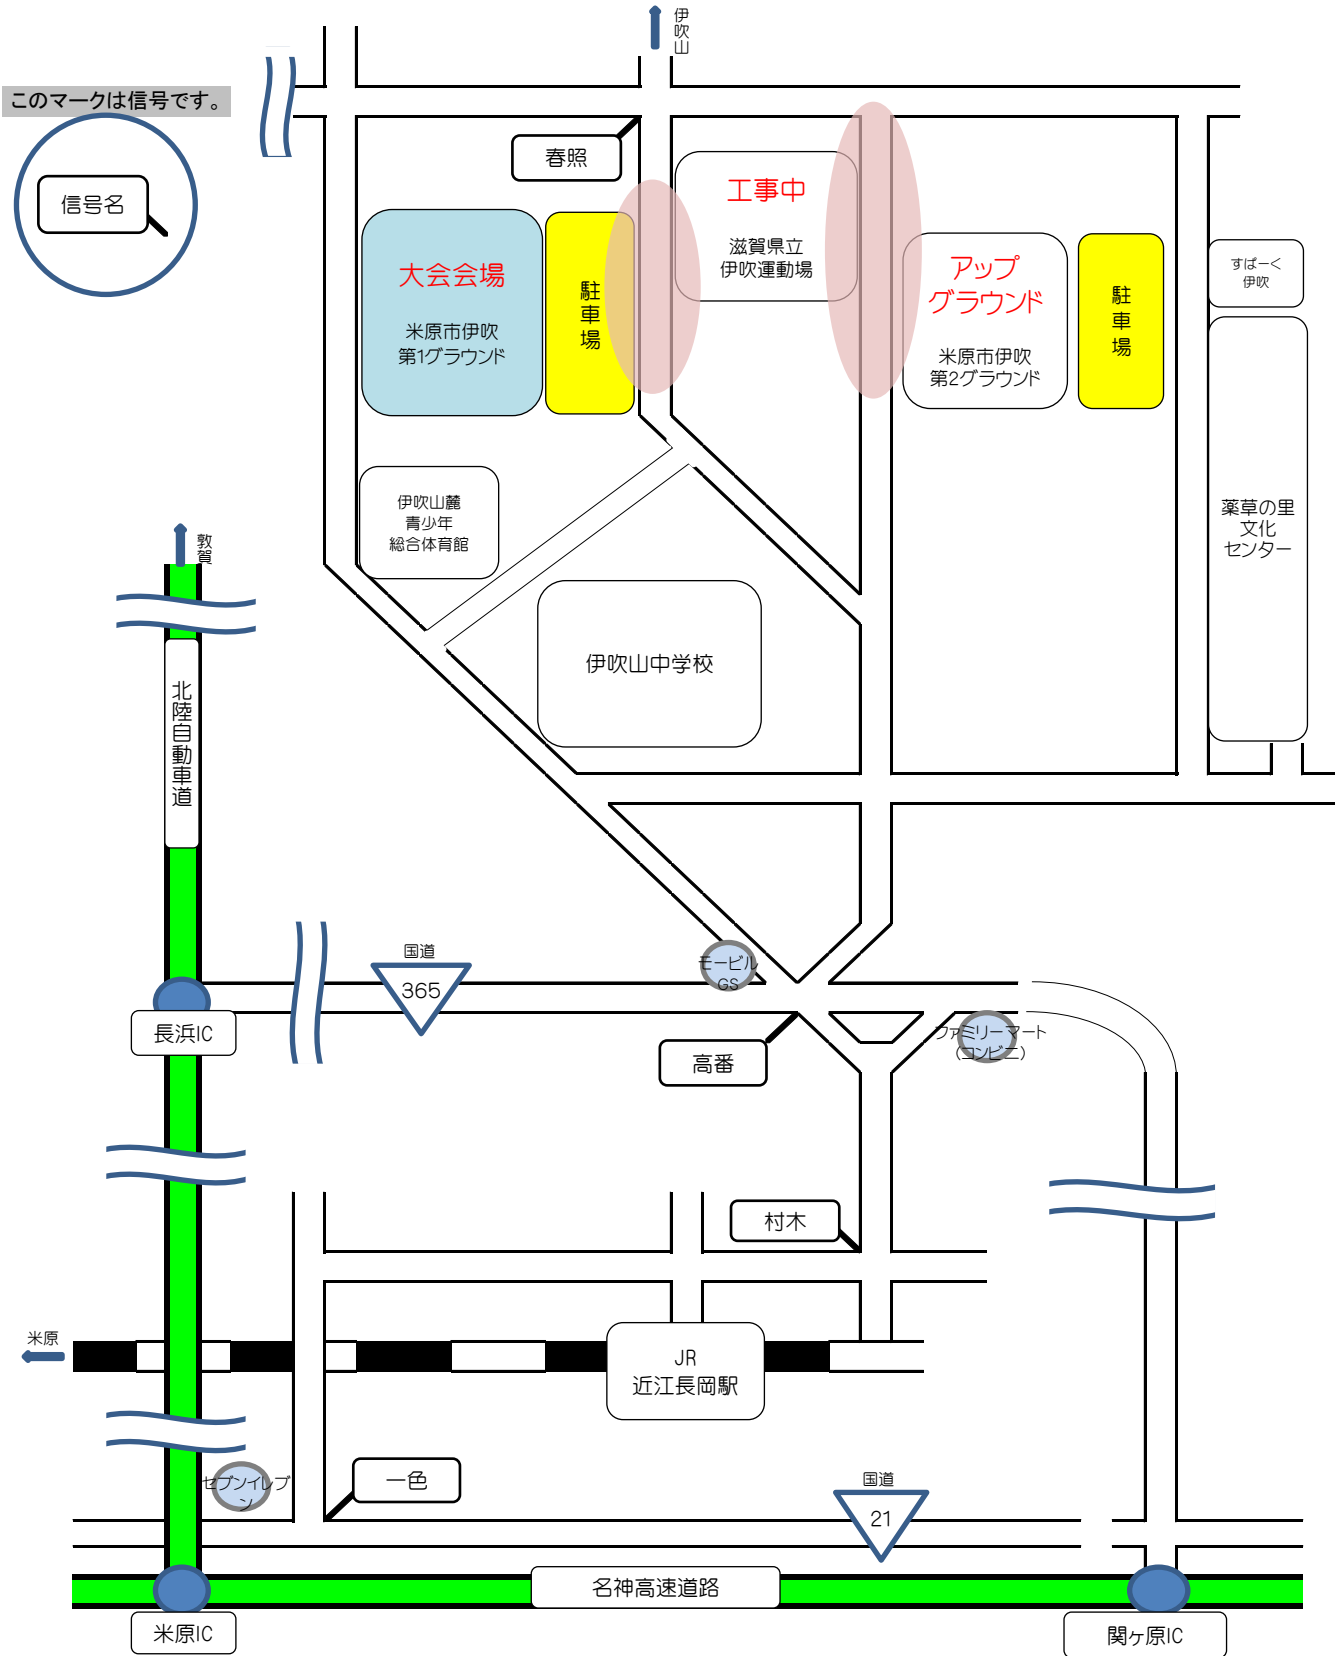 伊吹山
このマークは信号です。
信号名
春照
工事中
滋賀県立
伊吹運動場
大会会場
米原市伊吹
第1グラウンド
駐車場
アップ
グラウンド
米原市伊吹
第2グラウンド
駐車場
すぱーく
伊吹
伊吹山麓
青少年
総合体育館
薬草の里
文化
センター
敦賀
伊吹山中学校
北陸自動車道
国道
365
モービル
GS
長浜IC
高番
ファミリーマート
(コンビニ)
村木
米原
JR
近江長岡駅
セブンイレブ
ン
一色
国道
21
名神高速道路
米原IC
関ヶ原IC